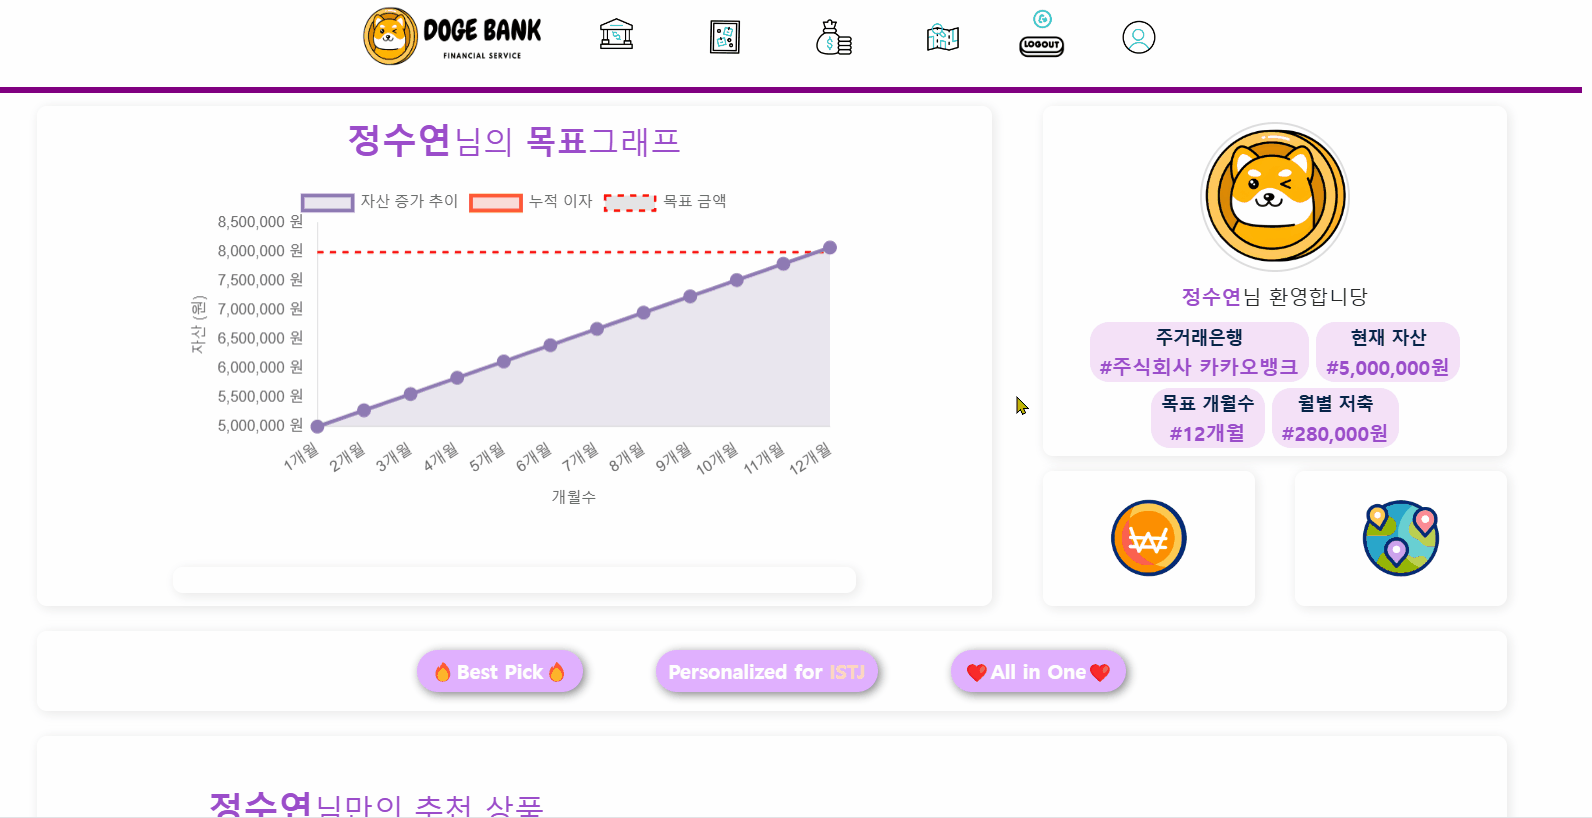 DOGE BANK
FINANCIAL SERVICE
LOGOUT
정수연님의 목표그래프
자산 증가 추이 누적 이자 목표 금액
8,500,000 원
8,000,000 원
7,500,000 원
7,000,000 원
6,500,000 원
6,000,000 원
5,500,000 원
5,000,000 원
자산 (원)
1개월 2개월 3개월 4개월 5개월 6개월 7개월 8개월 9개월 10개월 11개월 12개월
개월수
정수연님 환영합니당
주거래은행
#주식회사 카카오뱅크
현재 자산
#5,000,000원
목표 개월수
#12개월
월별 저축
#280,000원
🔥Best Pick🔥
Personalized for ISTJ
❤️All in One❤️
정수연님만의 추천 상품